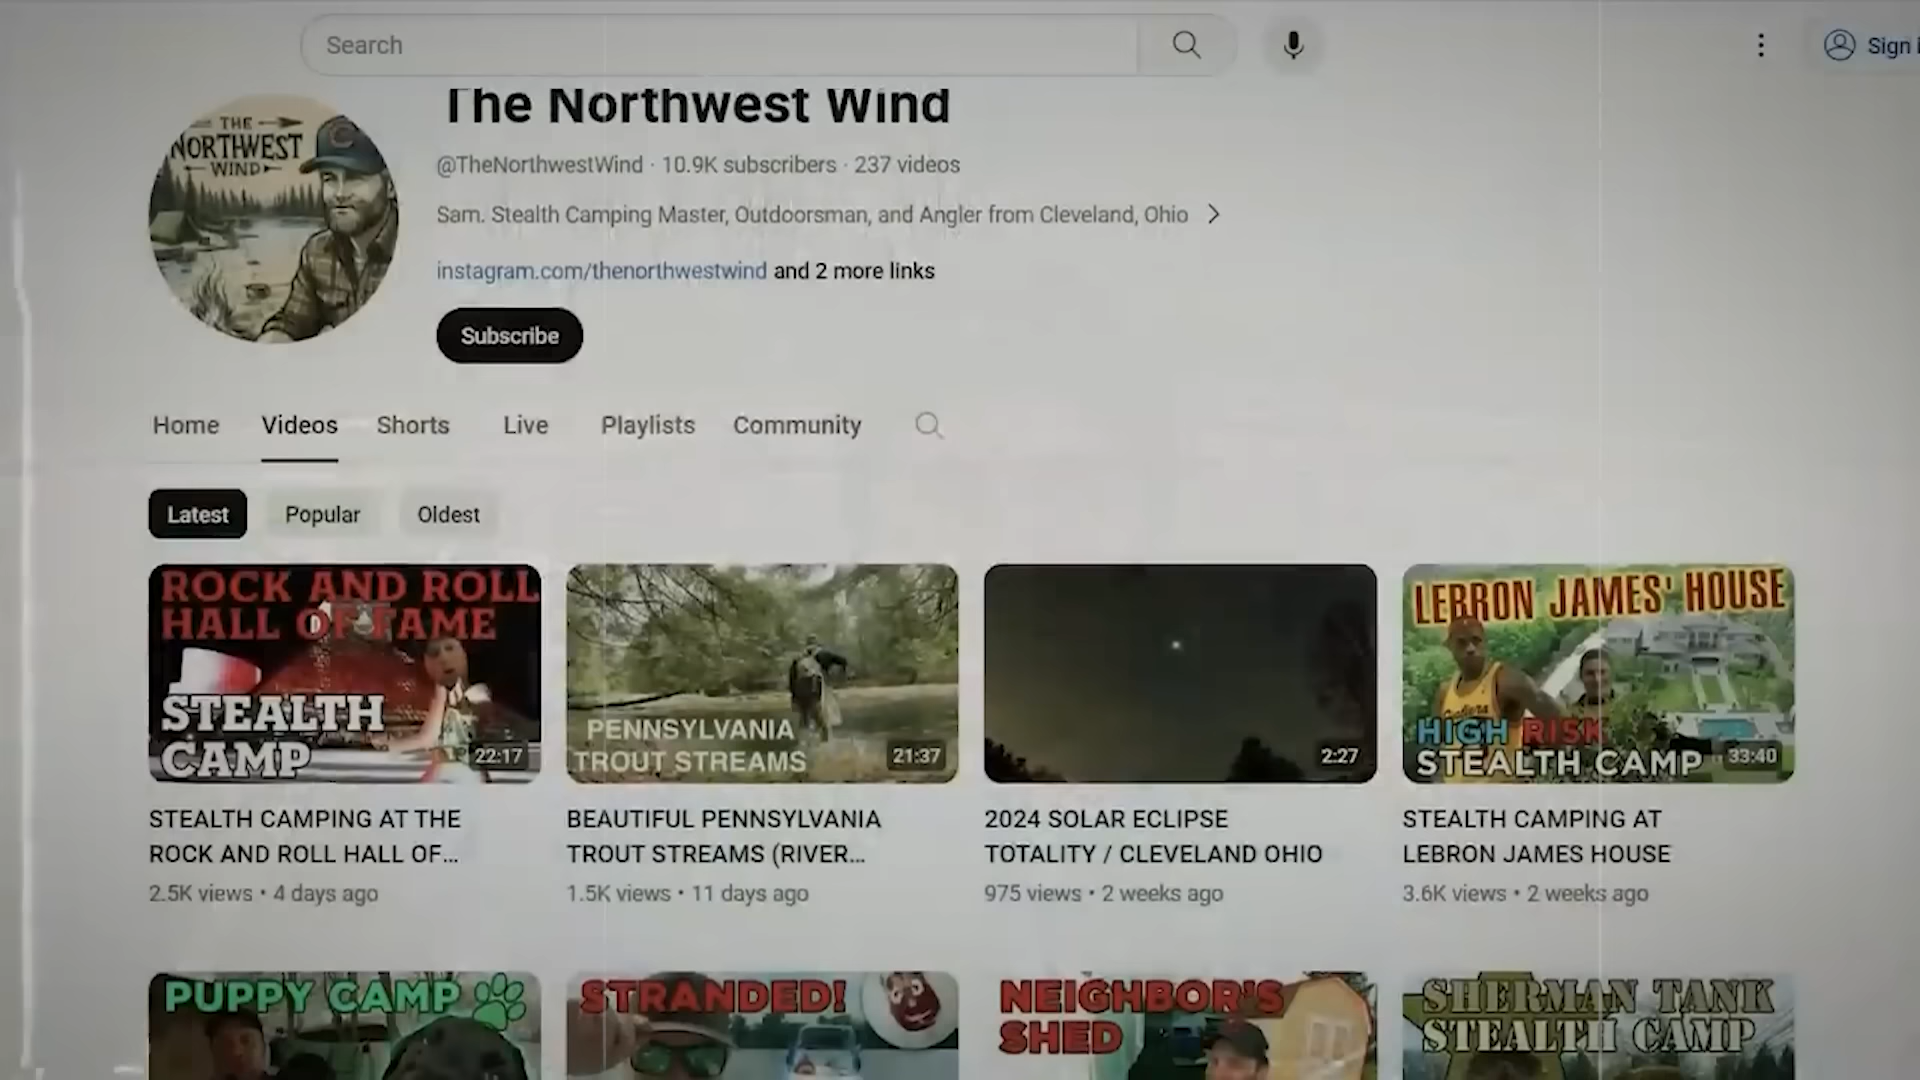 Search
Sign i
The Northwest Wind
THE
NORTHWEST
WIND
@TheNorthwestWind · 10.9K subscribers · 237 videos
Sam. Stealth Camping Master, Outdoorsman, and Angler from Cleveland, Ohio
instagram.com/thenorthwestwind and 2 more links
Subscribe
Home Videos Shorts Live Playlists Community
Latest Popular Oldest
ROCK AND ROLL
HALL OF FAME
STEALTH
CAMP
22:17
PENNSYLVANIA
TROUT STREAMS
21:37
2:27
LEBRON JAMES' HOUSE
HIGH RISK
STEALTH CAMP
33:40
STEALTH CAMPING AT THE
ROCK AND ROLL HALL OF...
2.5K views • 4 days ago
BEAUTIFUL PENNSYLVANIA
TROUT STREAMS (RIVER...
1.5K views • 11 days ago
2024 SOLAR ECLIPSE
TOTALITY / CLEVELAND OHIO
975 views • 2 weeks ago
STEALTH CAMPING AT
LEBRON JAMES HOUSE
3.6K views • 2 weeks ago
PUPPY CAMP
STRANDED!
NEIGHBOR'S
SHED
SHERMAN TANK
STEALTH CAMP